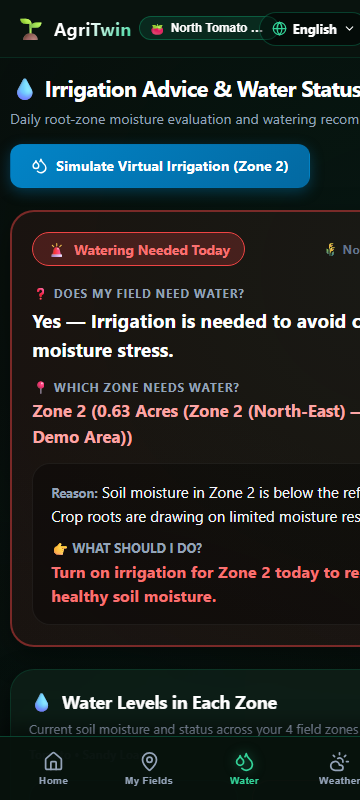 AgriTwin
North Tomato ...
English
Irrigation Advice & Water Status
Daily root-zone moisture evaluation and watering recom
Simulate Virtual Irrigation (Zone 2)
Watering Needed Today
No
DOES MY FIELD NEED WATER?
Yes — Irrigation is needed to avoid c
moisture stress.
WHICH ZONE NEEDS WATER?
Zone 2 (0.63 Acres (Zone 2 (North-East) —
Demo Area))
Reason: Soil moisture in Zone 2 is below the ref
Crop roots are drawing on limited moisture res
WHAT SHOULD I DO?
Turn on irrigation for Zone 2 today to re
healthy soil moisture.
Water Levels in Each Zone
Current soil moisture and status across your 4 field zones
Home
My Fields
Water
Weather